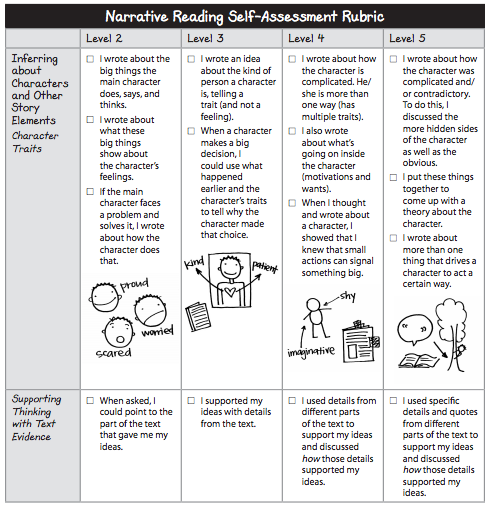 Narrative Reading Self-Assessment Rubric
Level 2
Level 3
Level 4
Level 5
Inferring
about
Characters
and Other
Story
Elements
Character
Traits
I wrote about the
big things the
main character
does, says, and
thinks.
I wrote about
what these
big things
show about
the character's
feelings.
If the main
character faces
a problem and
solves it, I wrote
about how the
character does
that.
proud
worried
scared
I wrote an idea
about the kind of
person a character
is, telling a
trait (and not a
feeling).
When a character
makes a big
decision, I
could use what
happened
earlier and the
character's traits
to tell why the
character made
that choice.
kind
patient
I wrote about how
the character is
complicated. He/
she is more than
one way (has
multiple traits).
I also wrote
about what's
going on inside
the character
(motivations and
wants).
When I thought
and wrote about
a character, I
showed that I
knew that small
actions can signal
something big.
shy
imaginative
I wrote about how
the character was
complicated and/
or contradictory.
To do this, I
discussed the
more hidden sides
of the character
as well as the
obvious.
I put these things
together to
come up with a
theory about the
character.
I wrote about
more than one
thing that drives a
character to act a
certain way.
Supporting
Thinking
with Text
Evidence
When asked, I
could point to the
part of the text
that gave me my
ideas.
I supported my
ideas with details
from the text.
I used details from
different parts
of the text to
support my ideas
and discussed
how those details
supported my
ideas.
I used specific
details and quotes
from different
parts of the text to
support my ideas
and discussed
how those details
supported my
ideas.